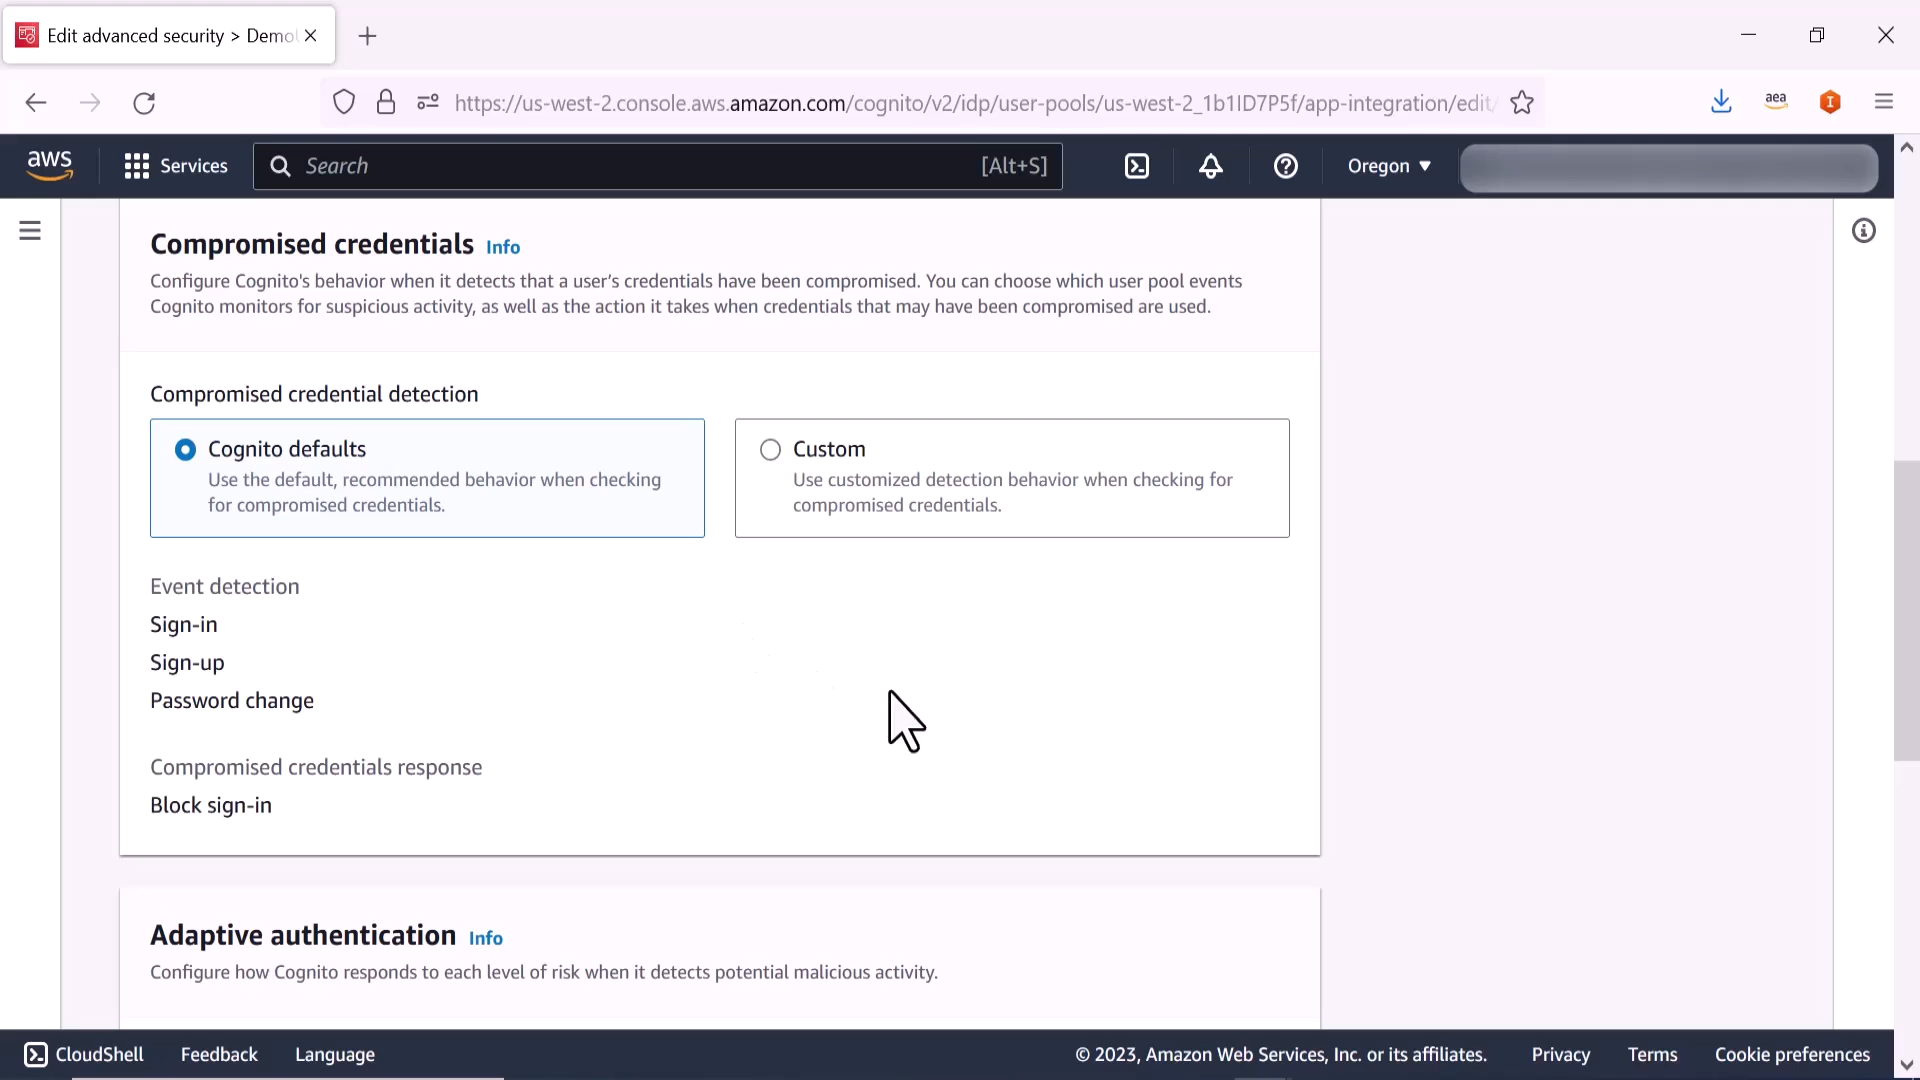 Edit advanced security > Demo
https://us-west-2.console.aws.amazon.com/cognito/v2/idp/user-pools/us-west-2_1b1ID7P5f/app-integration/edit/
aea
I
aws
Services
Search
[Alt+S]
Oregon
Compromised credentials Info
Configure Cognito's behavior when it detects that a user's credentials have been compromised. You can choose which user pool events
Cognito monitors for suspicious activity, as well as the action it takes when credentials that may have been compromised are used.
Compromised credential detection
Cognito defaults
Use the default, recommended behavior when checking
for compromised credentials.
Custom
Use customized detection behavior when checking for
compromised credentials.
Event detection
Sign-in
Sign-up
Password change
Compromised credentials response
Block sign-in
Adaptive authentication Info
Configure how Cognito responds to each level of risk when it detects potential malicious activity.
CloudShell
Feedback
Language
© 2023, Amazon Web Services, Inc. or its affiliates.
Privacy
Terms
Cookie preferences